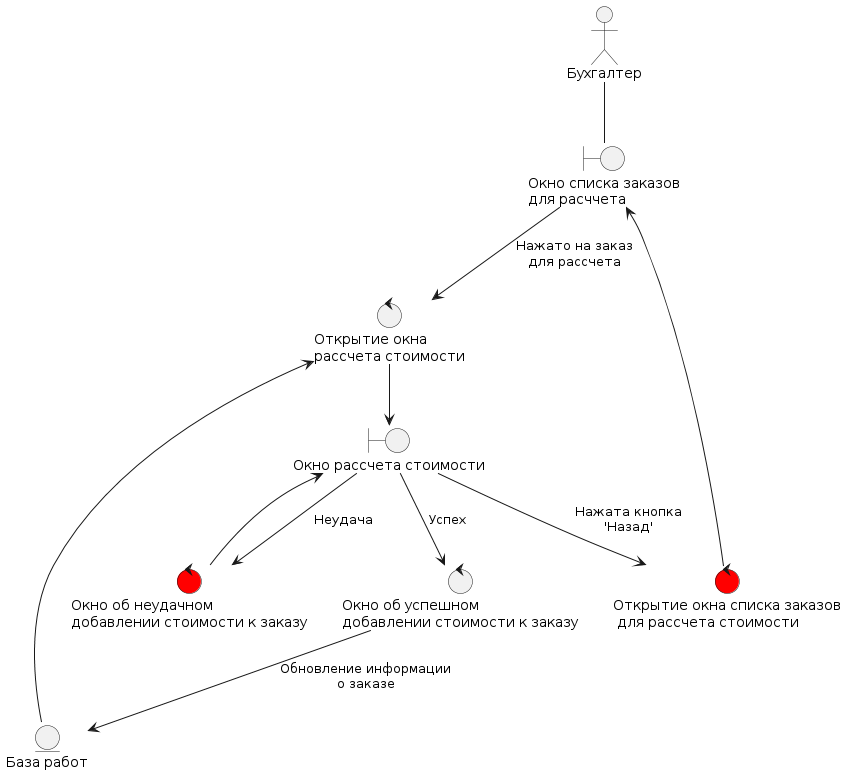 Бухгалтер
Окно списка заказов
для расччета
Нажато на заказ
для рассчета
Открытие окна
рассчета стоимости
Окно рассчета стоимости
Неудача
Успех
Нажата кнопка
'Назад'
Окно об неудачном
добавлении стоимости к заказу
Окно об успешном
добавлении стоимости к заказу
Открытие окна списка заказов
для рассчета стоимости
Обновление информации
о заказе
База работ